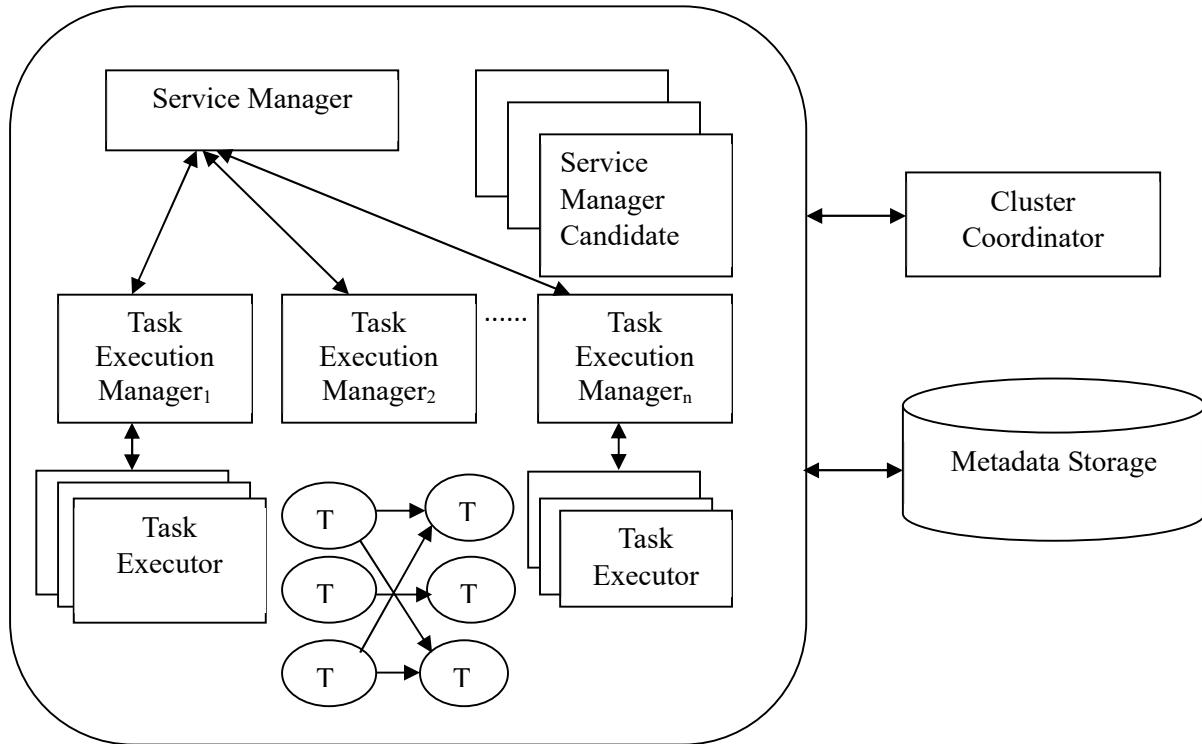 Service Manager
Service
Manager
Candidate
Cluster
Coordinator
Task
Execution
Manager₁
Task
Execution
Manager₂
......
Task
Execution
Managerₙ
Metadata Storage
Task
Executor
T
T
T
T
T
T
Task
Executor